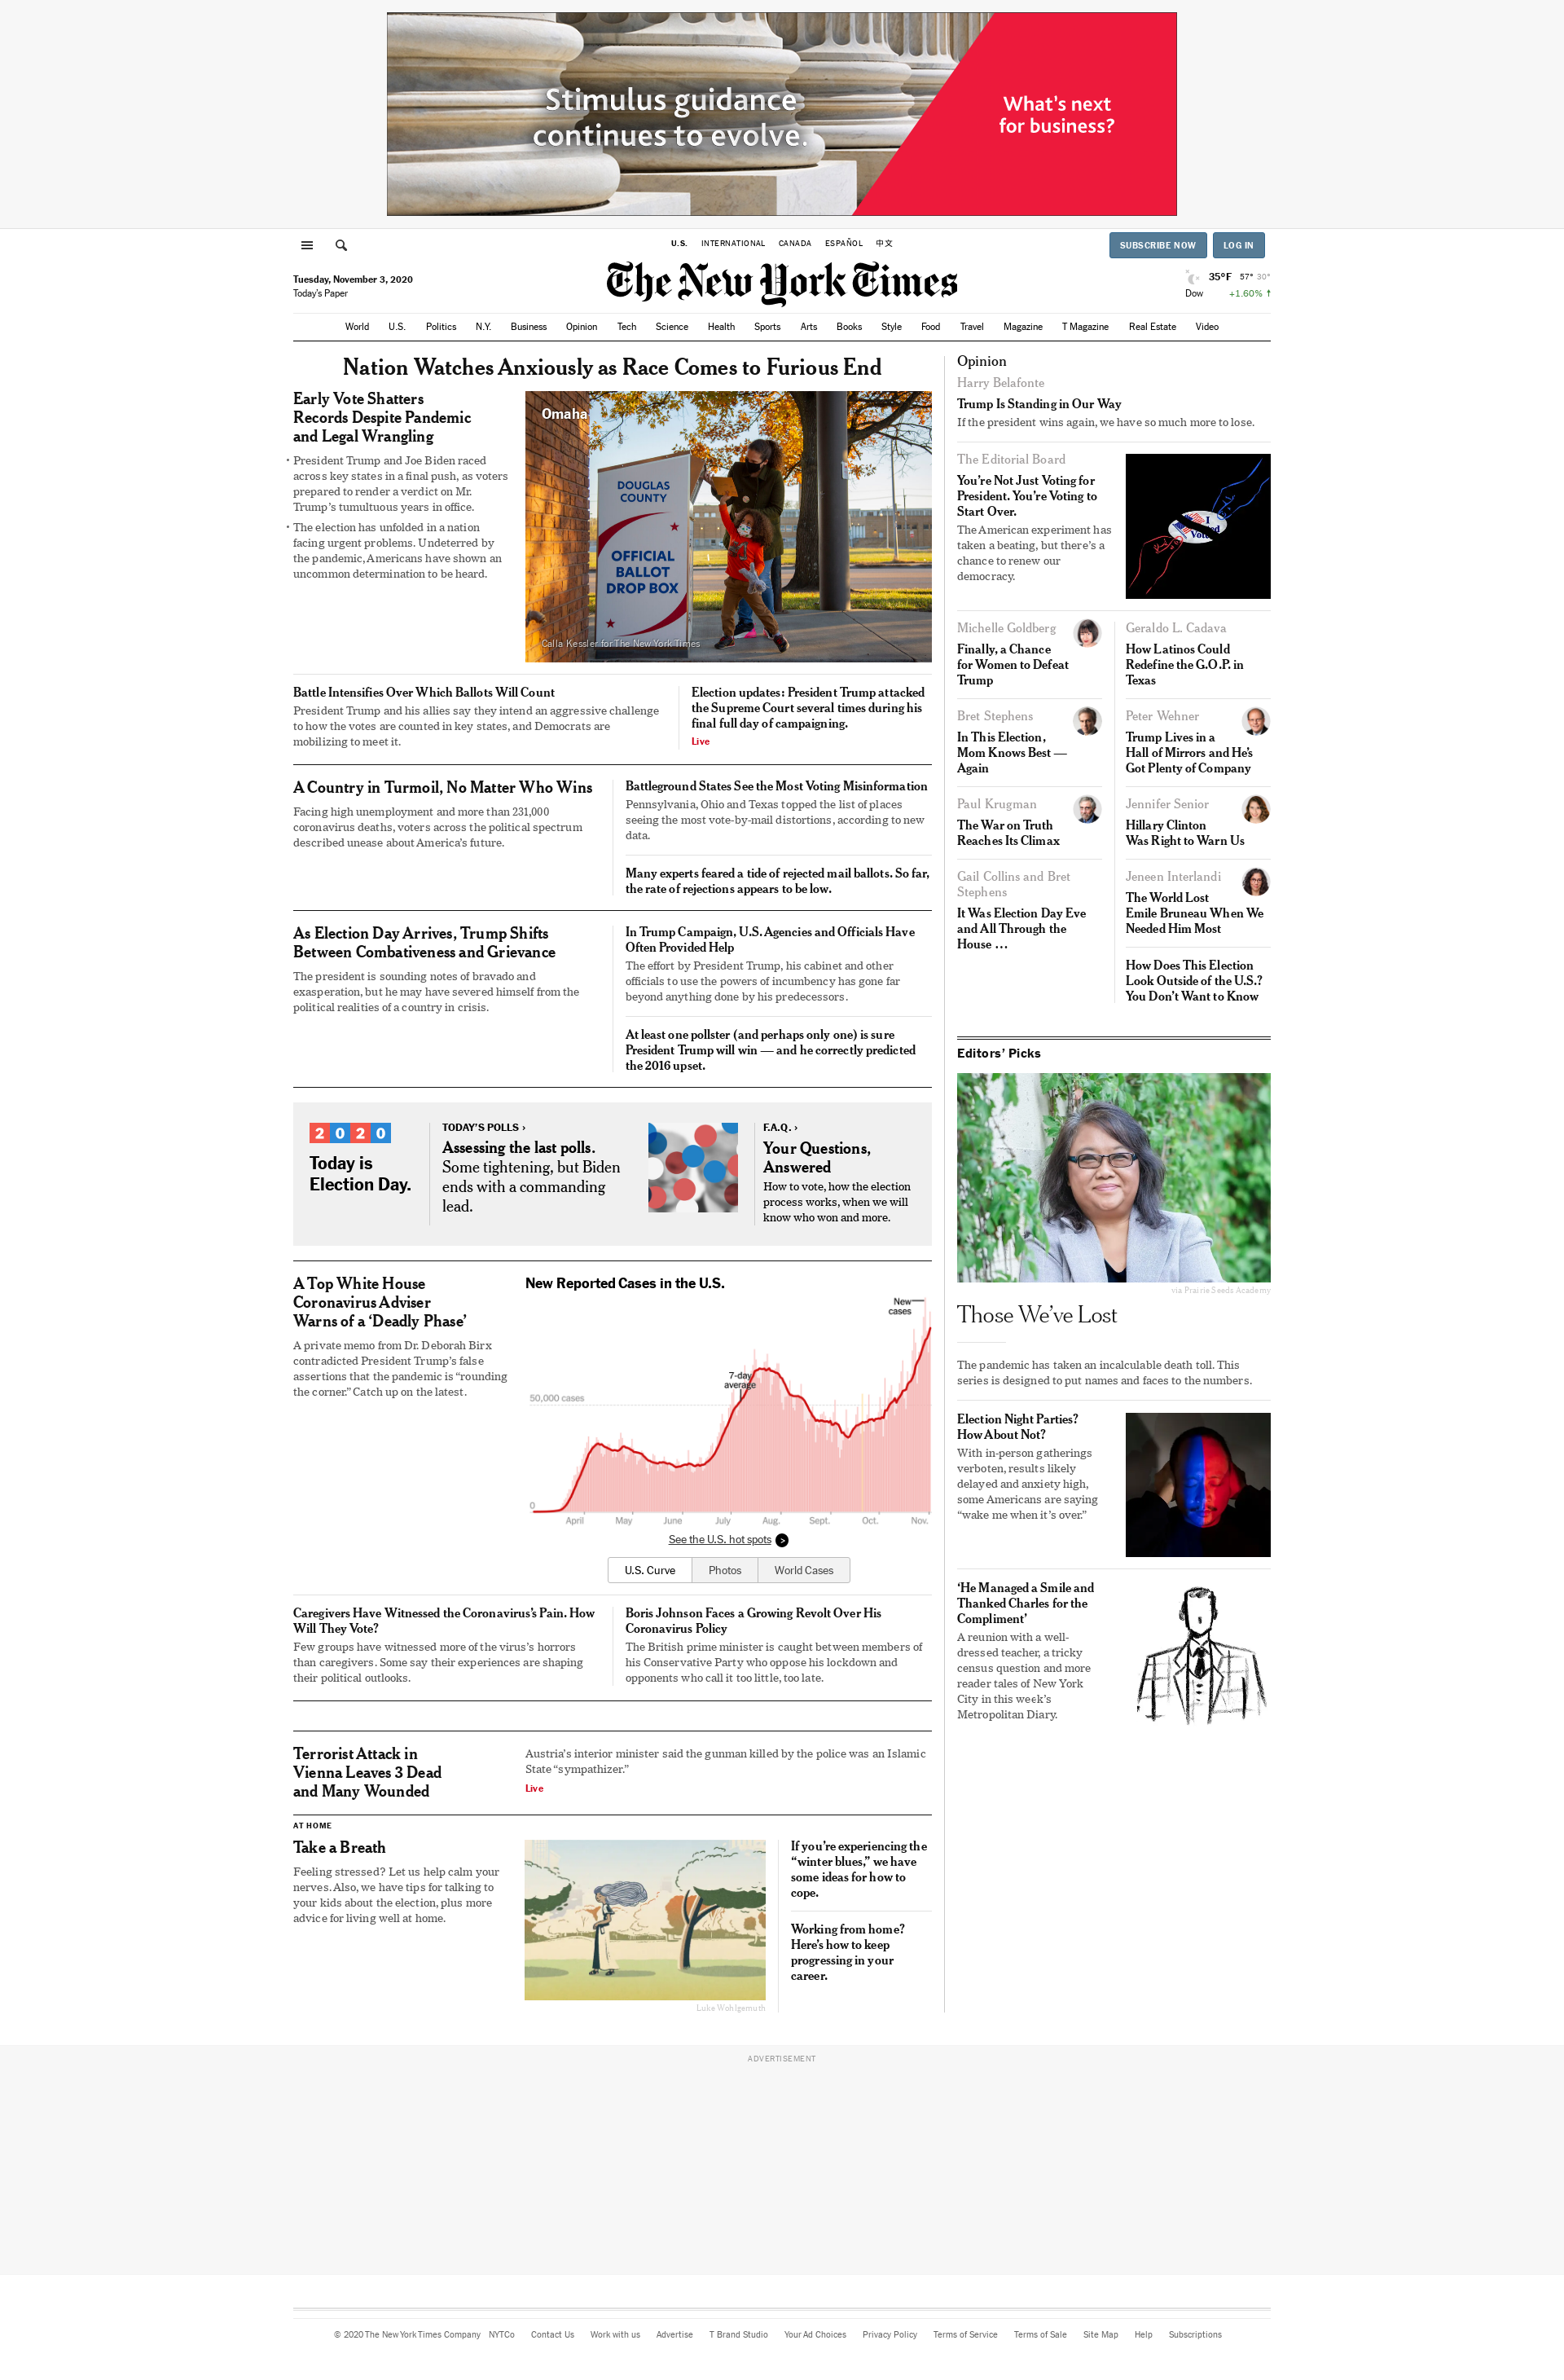 Stimulus guidance
continues to evolve.
What's next
for business?
U.S. INTERNATIONAL CANADA ESPAÑOL 中文
SUBSCRIBE NOW LOG IN
Tuesday, November 3, 2020
Today's Paper
The New York Times
35°F 57° 30°
Dow +1.60% ↑
World U.S. Politics N.Y. Business Opinion Tech Science Health Sports Arts Books Style Food Travel Magazine T Magazine Real Estate Video
Nation Watches Anxiously as Race Comes to Furious End
Early Vote Shatters
Records Despite Pandemic
and Legal Wrangling
• President Trump and Joe Biden raced
across key states in a final push, as voters
prepared to render a verdict on Mr.
Trump's tumultuous years in office.
• The election has unfolded in a nation
facing urgent problems. Undeterred by
the pandemic, Americans have shown an
uncommon determination to be heard.
Omaha
DOUGLAS
COUNTY
OFFICIAL
BALLOT
DROP BOX
Calla Kessler for The New York Times
Battle Intensifies Over Which Ballots Will Count
President Trump and his allies say they intend an aggressive challenge
to how the votes are counted in key states, and Democrats are
mobilizing to meet it.
Election updates: President Trump attacked
the Supreme Court several times during his
final full day of campaigning.
Live
A Country in Turmoil, No Matter Who Wins
Facing high unemployment and more than 231,000
coronavirus deaths, voters across the political spectrum
described unease about America's future.
Battleground States See the Most Voting Misinformation
Pennsylvania, Ohio and Texas topped the list of places
seeing the most vote-by-mail distortions, according to new
data.
Many experts feared a tide of rejected mail ballots. So far,
the rate of rejections appears to be low.
As Election Day Arrives, Trump Shifts
Between Combativeness and Grievance
The president is sounding notes of bravado and
exasperation, but he may have severed himself from the
political realities of a country in crisis.
In Trump Campaign, U.S. Agencies and Officials Have
Often Provided Help
The effort by President Trump, his cabinet and other
officials to use the powers of incumbency has gone far
beyond anything done by his predecessors.
At least one pollster (and perhaps only one) is sure
President Trump will win — and he correctly predicted
the 2016 upset.
2020
Today is
Election Day.
TODAY'S POLLS ›
Assessing the last polls.
Some tightening, but Biden
ends with a commanding
lead.
F.A.Q. ›
Your Questions,
Answered
How to vote, how the election
process works, when we will
know who won and more.
A Top White House
Coronavirus Adviser
Warns of a 'Deadly Phase'
A private memo from Dr. Deborah Birx
contradicted President Trump's false
assertions that the pandemic is "rounding
the corner." Catch up on the latest.
New Reported Cases in the U.S.
New
cases
7-day
average
50,000 cases
0
April May June July Aug. Sept. Oct. Nov.
See the U.S. hot spots >
U.S. Curve Photos World Cases
Caregivers Have Witnessed the Coronavirus's Pain. How
Will They Vote?
Few groups have witnessed more of the virus's horrors
than caregivers. Some say their experiences are shaping
their political outlooks.
Boris Johnson Faces a Growing Revolt Over His
Coronavirus Policy
The British prime minister is caught between members of
his Conservative Party who oppose his lockdown and
opponents who call it too little, too late.
Terrorist Attack in
Vienna Leaves 3 Dead
and Many Wounded
Austria's interior minister said the gunman killed by the police was an Islamic
State "sympathizer."
Live
AT HOME
Take a Breath
Feeling stressed? Let us help calm your
nerves. Also, we have tips for talking to
your kids about the election, plus more
advice for living well at home.
Luke Wohlgemuth
If you're experiencing the
"winter blues," we have
some ideas for how to
cope.
Working from home?
Here's how to keep
progressing in your
career.
Opinion
Harry Belafonte
Trump Is Standing in Our Way
If the president wins again, we have so much more to lose.
The Editorial Board
You're Not Just Voting for
President. You're Voting to
Start Over.
The American experiment has
taken a beating, but there's a
chance to renew our
democracy.
I
Voted
Michelle Goldberg
Finally, a Chance
for Women to Defeat
Trump
Geraldo L. Cadava
How Latinos Could
Redefine the G.O.P. in
Texas
Bret Stephens
In This Election,
Mom Knows Best —
Again
Peter Wehner
Trump Lives in a
Hall of Mirrors and He's
Got Plenty of Company
Paul Krugman
The War on Truth
Reaches Its Climax
Jennifer Senior
Hillary Clinton
Was Right to Warn Us
Gail Collins and Bret
Stephens
It Was Election Day Eve
and All Through the
House …
Jeneen Interlandi
The World Lost
Emile Bruneau When We
Needed Him Most
How Does This Election
Look Outside of the U.S.?
You Don't Want to Know
Editors' Picks
via Prairie Seeds Academy
Those We've Lost
The pandemic has taken an incalculable death toll. This
series is designed to put names and faces to the numbers.
Election Night Parties?
How About Not?
With in-person gatherings
verboten, results likely
delayed and anxiety high,
some Americans are saying
"wake me when it's over."
'He Managed a Smile and
Thanked Charles for the
Compliment'
A reunion with a well-
dressed teacher, a tricky
census question and more
reader tales of New York
City in this week's
Metropolitan Diary.
ADVERTISEMENT
© 2020 The New York Times Company NYTCo Contact Us Work with us Advertise T Brand Studio Your Ad Choices Privacy Policy Terms of Service Terms of Sale Site Map Help Subscriptions